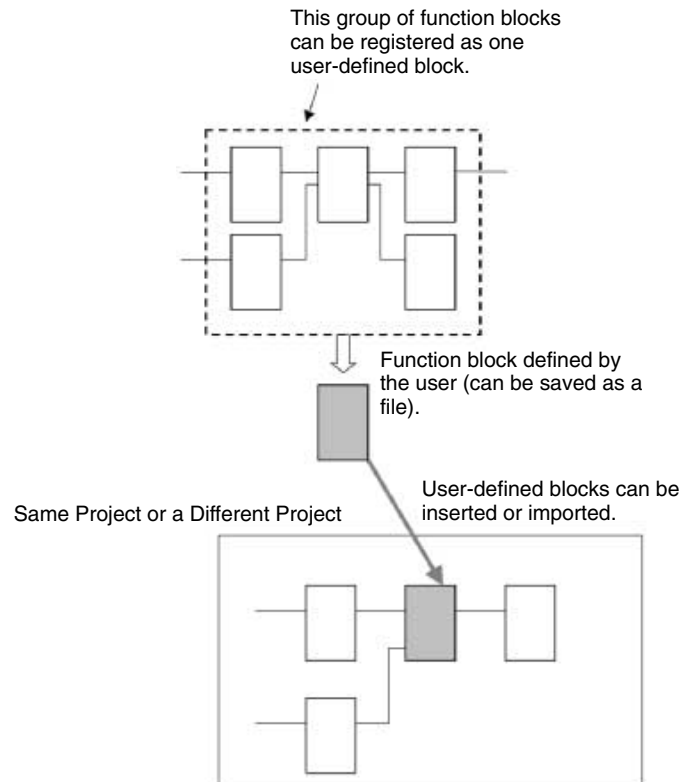 This group of function blocks
can be registered as one
user-defined block.
Function block defined by
the user (can be saved as a
file).
User-defined blocks can be
inserted or imported.
Same Project or a Different Project